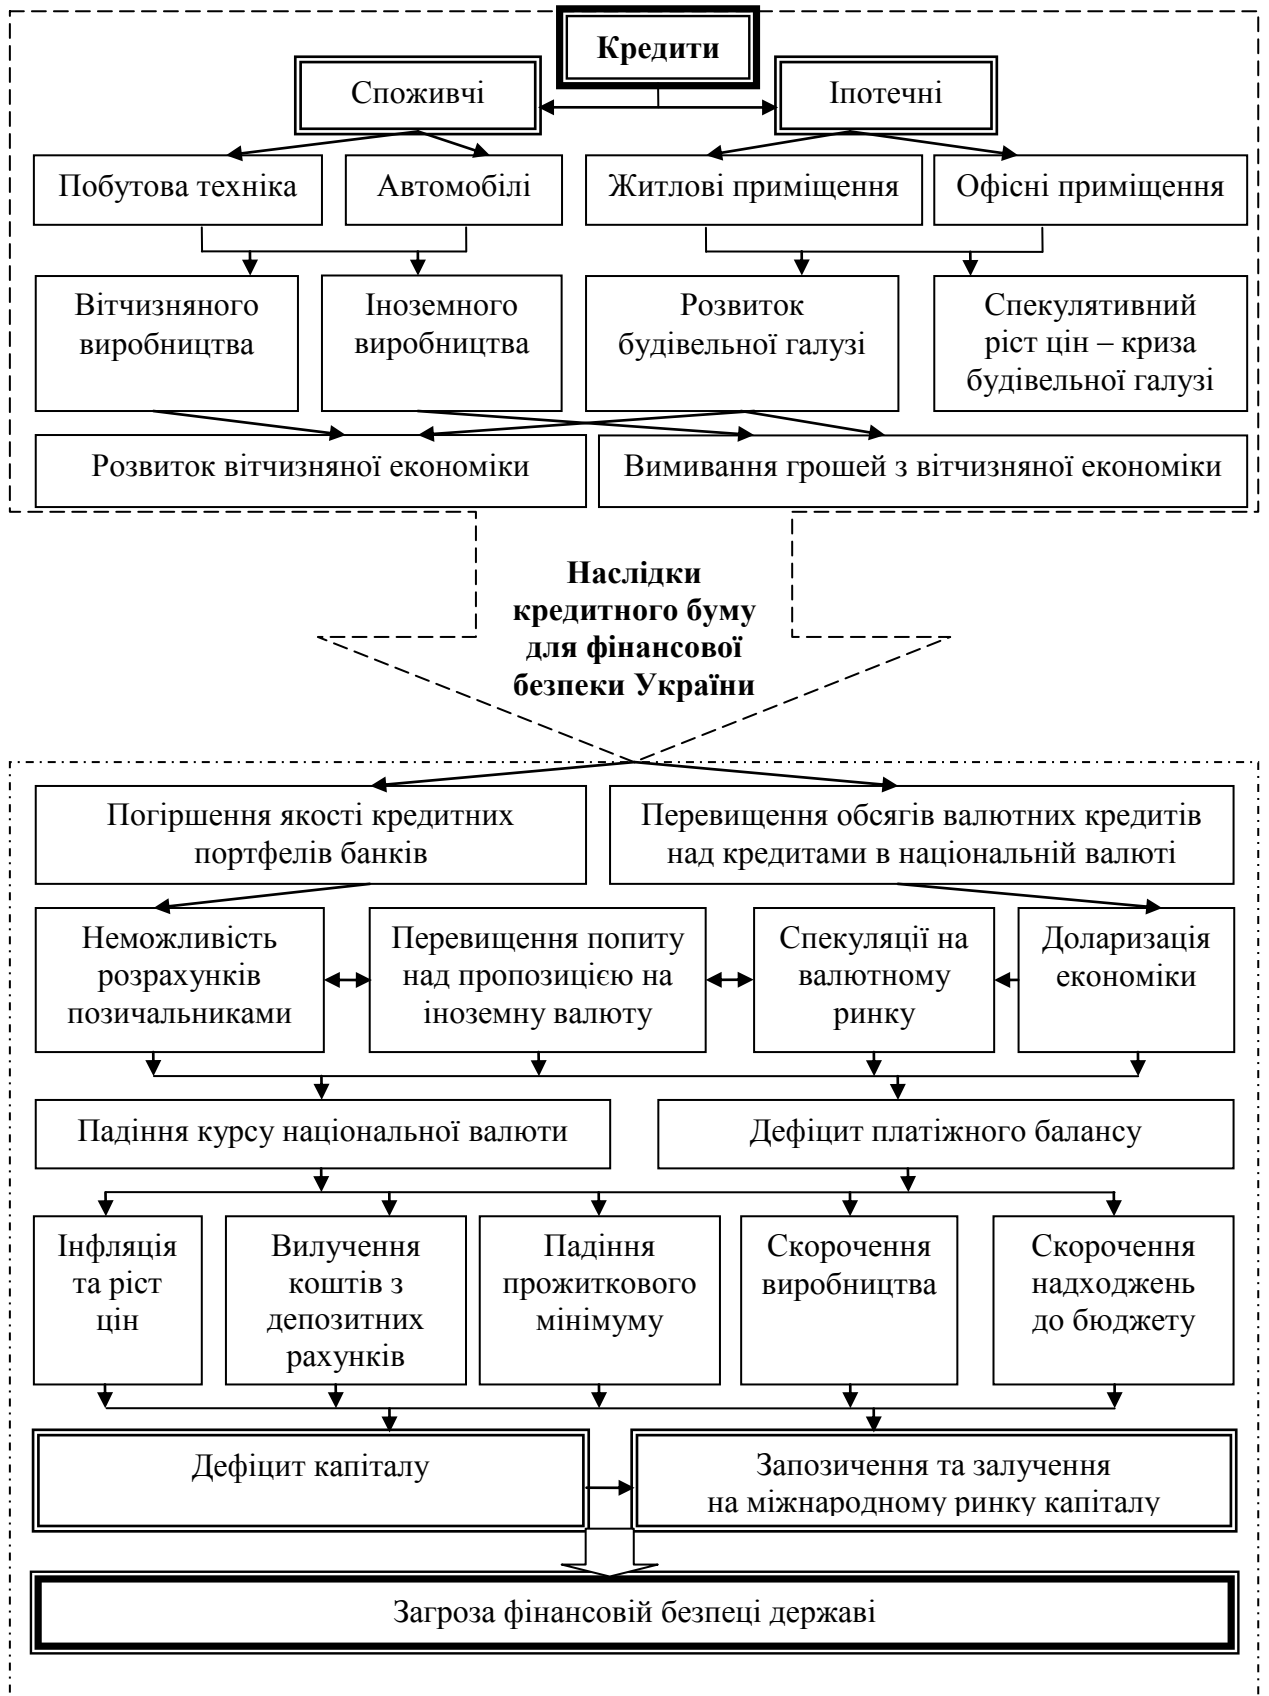 Кредити
Споживчі
Іпотечні
Побутова техніка
Автомобілі
Житлові приміщення
Офісні приміщення
Вітчизняного
виробництва
Іноземного
виробництва
Розвиток
будівельної галузі
Спекулятивний
ріст цін – криза
будівельної галузі
Розвиток вітчизняної економіки
Вимивання грошей з вітчизняної економіки
Наслідки
кредитного буму
для фінансової
безпеки України
Погіршення якості кредитних
портфелів банків
Перевищення обсягів валютних кредитів
над кредитами в національній валюті
Неможливість
розрахунків
позичальниками
Перевищення попиту
над пропозицією на
іноземну валюту
Спекуляції на
валютному
ринку
Доларизація
економіки
Падіння курсу національної валюти
Дефіцит платіжного балансу
Інфляція
та ріст
цін
Вилучення
коштів з
депозитних
рахунків
Падіння
прожиткового
мінімуму
Скорочення
виробництва
Скорочення
надходжень
до бюджету
Дефіцит капіталу
Запозичення та залучення
на міжнародному ринку капіталу
Загроза фінансовій безпеці державі